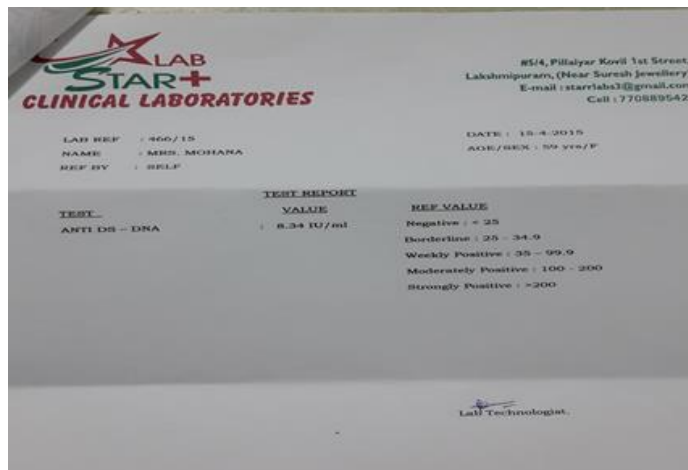 LAB
STAR+
CLINICAL LABORATORIES
#5/4, Pillaiyar Kovil 1st Street
Lakshmipuram, (Near Suresh Jewellery
E-mail : starrlabs3@gmail.con
Cell : 770889542
LAB REF : 466/15
NAME : MRS. MOHANA
REF BY : SELF
DATE : 15-4-2015
AGE/SEX : 59 yrs/F
TEST REPORT
TEST VALUE REF VALUE
ANTI DS – DNA : 8.34 IU/ml Negative : < 25
Borderline : 25 - 34.9
Weekly Positive : 35 – 99.9
Moderately Positive : 100 - 200
Strongly Positive : >200
Lab Technologist.